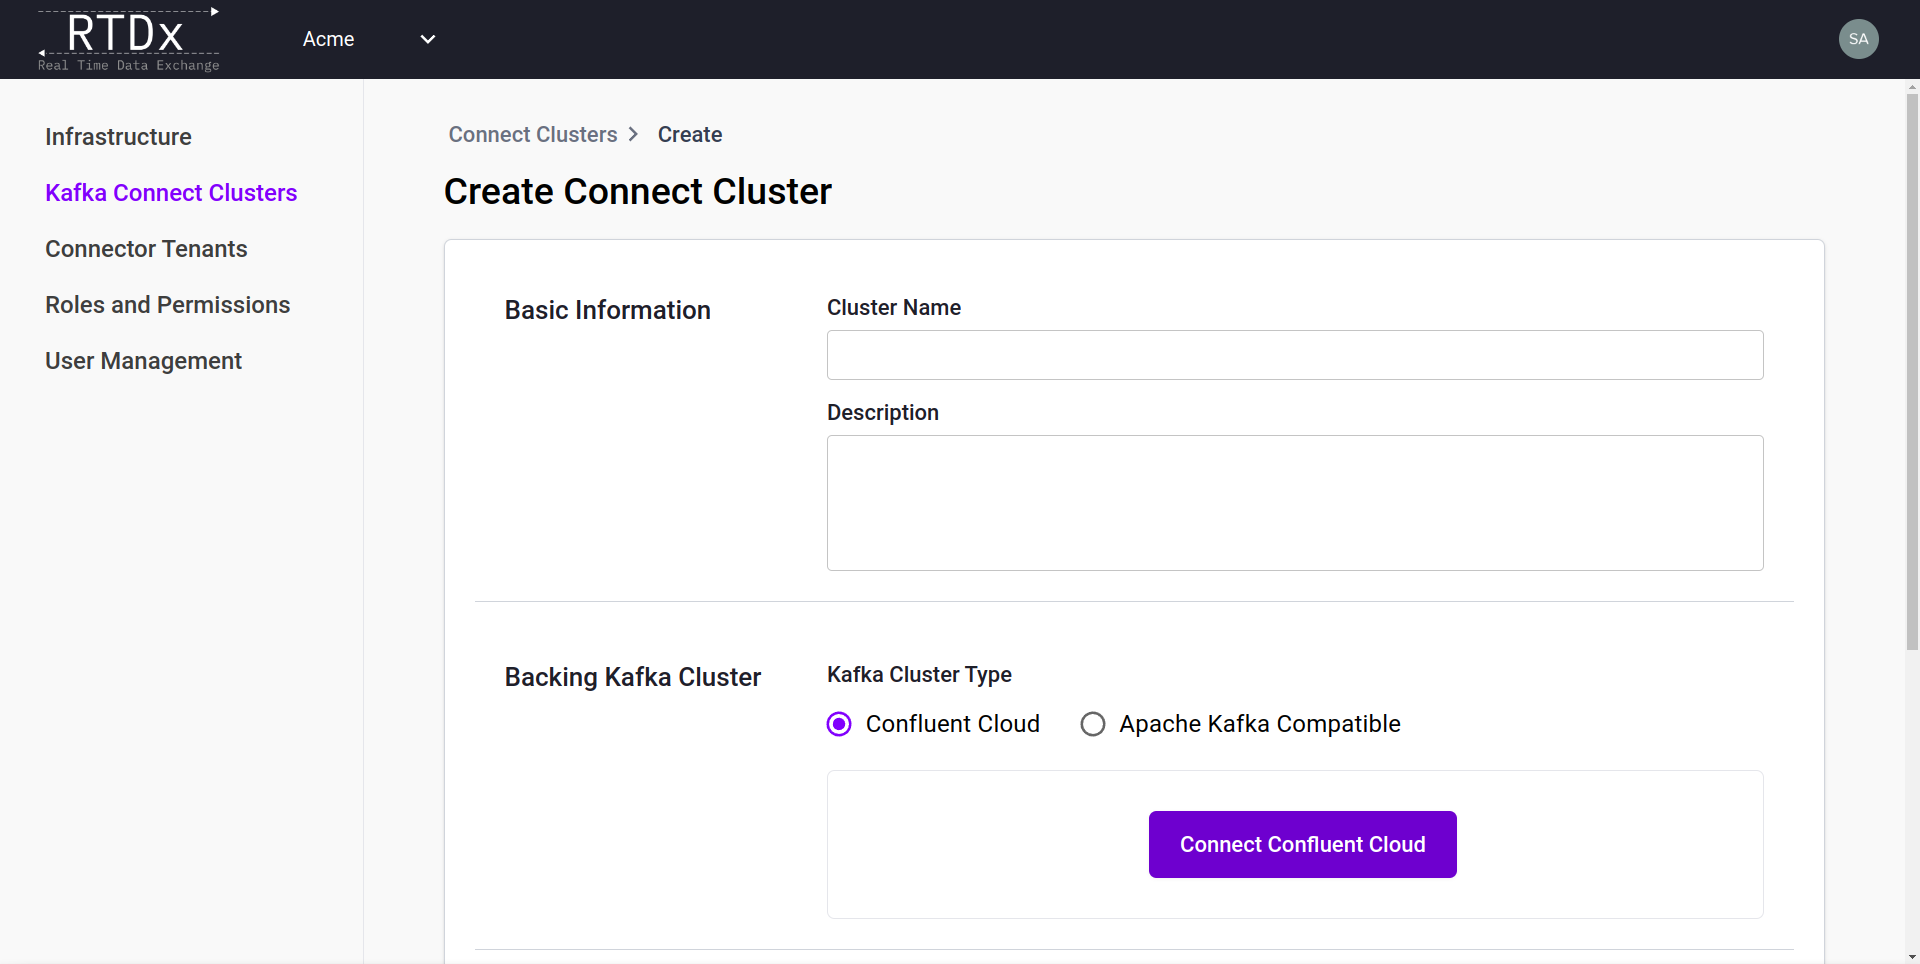 RTDx
Real Time Data Exchange
Acme
SA
Infrastructure
Kafka Connect Clusters
Connector Tenants
Roles and Permissions
User Management
Connect Clusters > Create
Create Connect Cluster
Basic Information
Cluster Name
Description
Backing Kafka Cluster
Kafka Cluster Type
Confluent Cloud
Apache Kafka Compatible
Connect Confluent Cloud